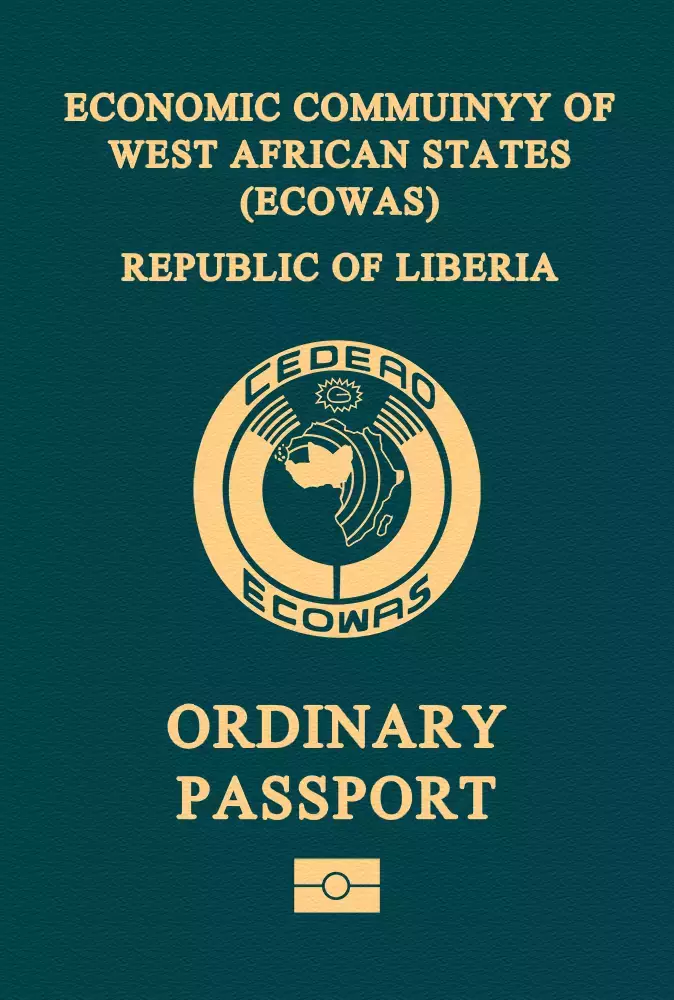 ECONOMIC COMMUINYY OF
WEST AFRICAN STATES
(ECOWAS)
REPUBLIC OF LIBERIA
CEDEAO
ECOWAS
ORDINARY
PASSPORT